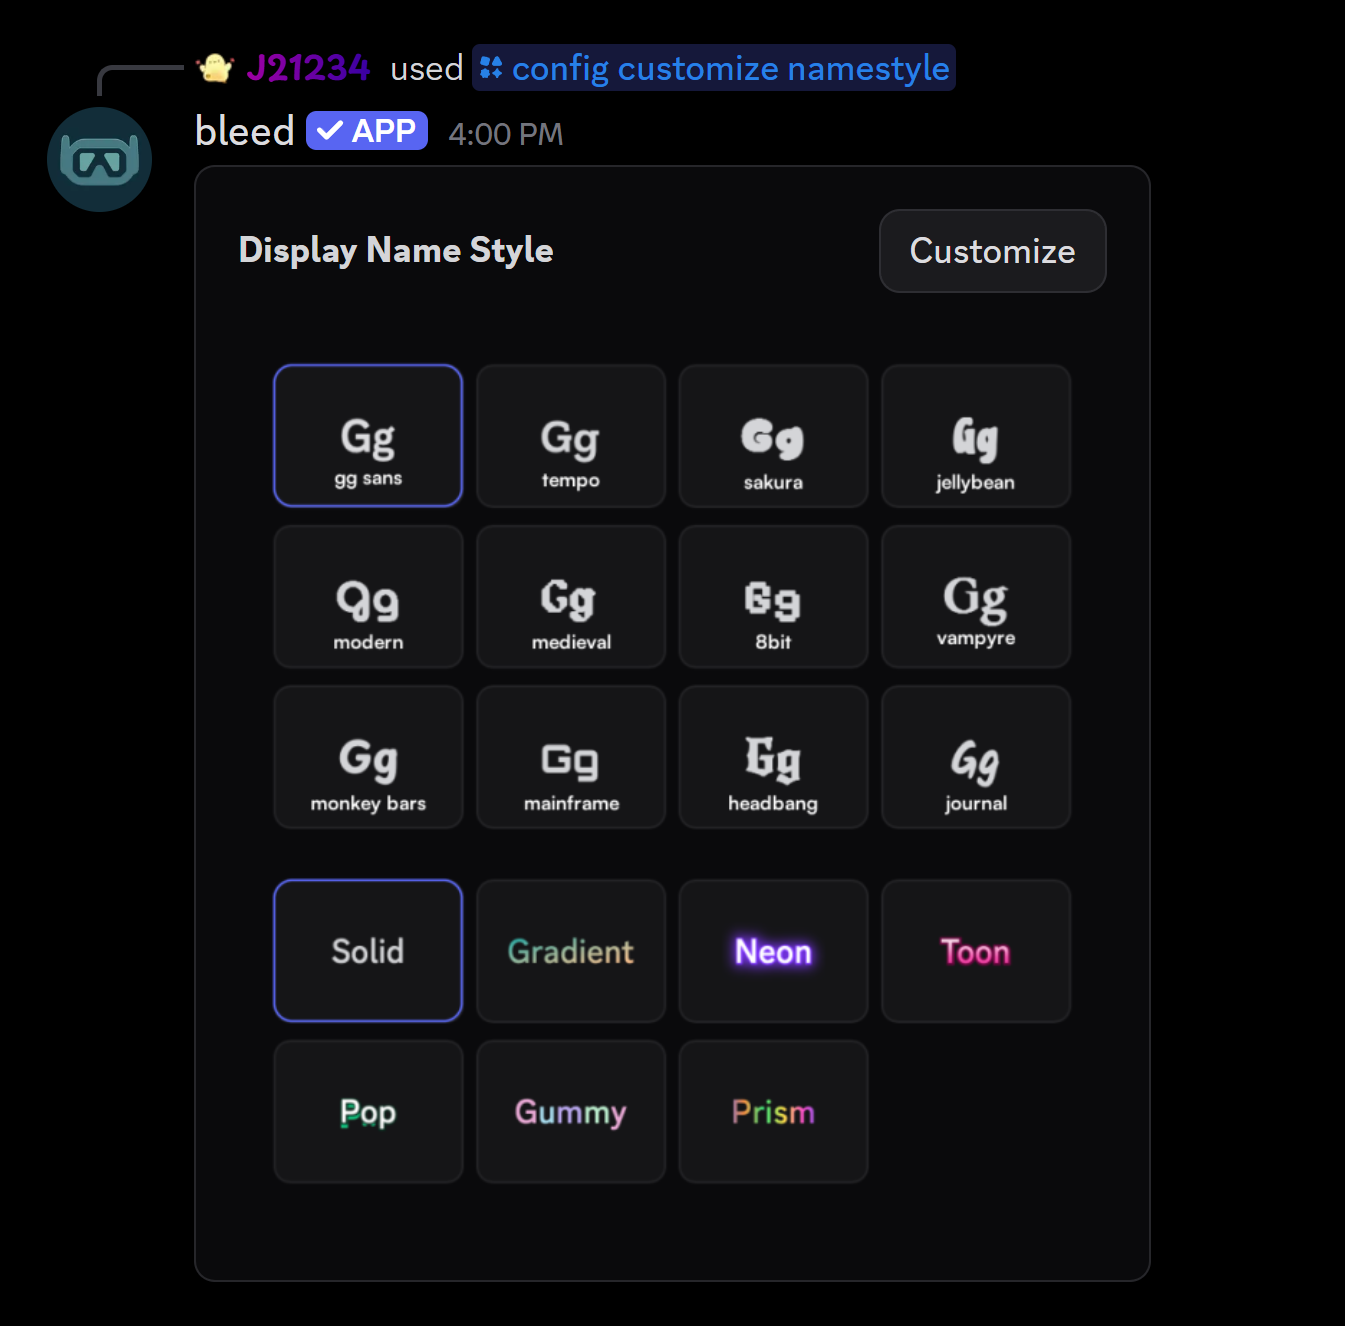 J21234 used config customize namestyle
bleed APP 4:00 PM
Display Name Style
Customize
Gg Gg Gg Gg
gg sans tempo sakura jellybean
Gg Gg Gg Gg
modern medieval 8bit vampyre
Gg Gg Gg Gg
monkey bars mainframe headbang journal
Solid Gradient Neon Toon
Pop Gummy Prism